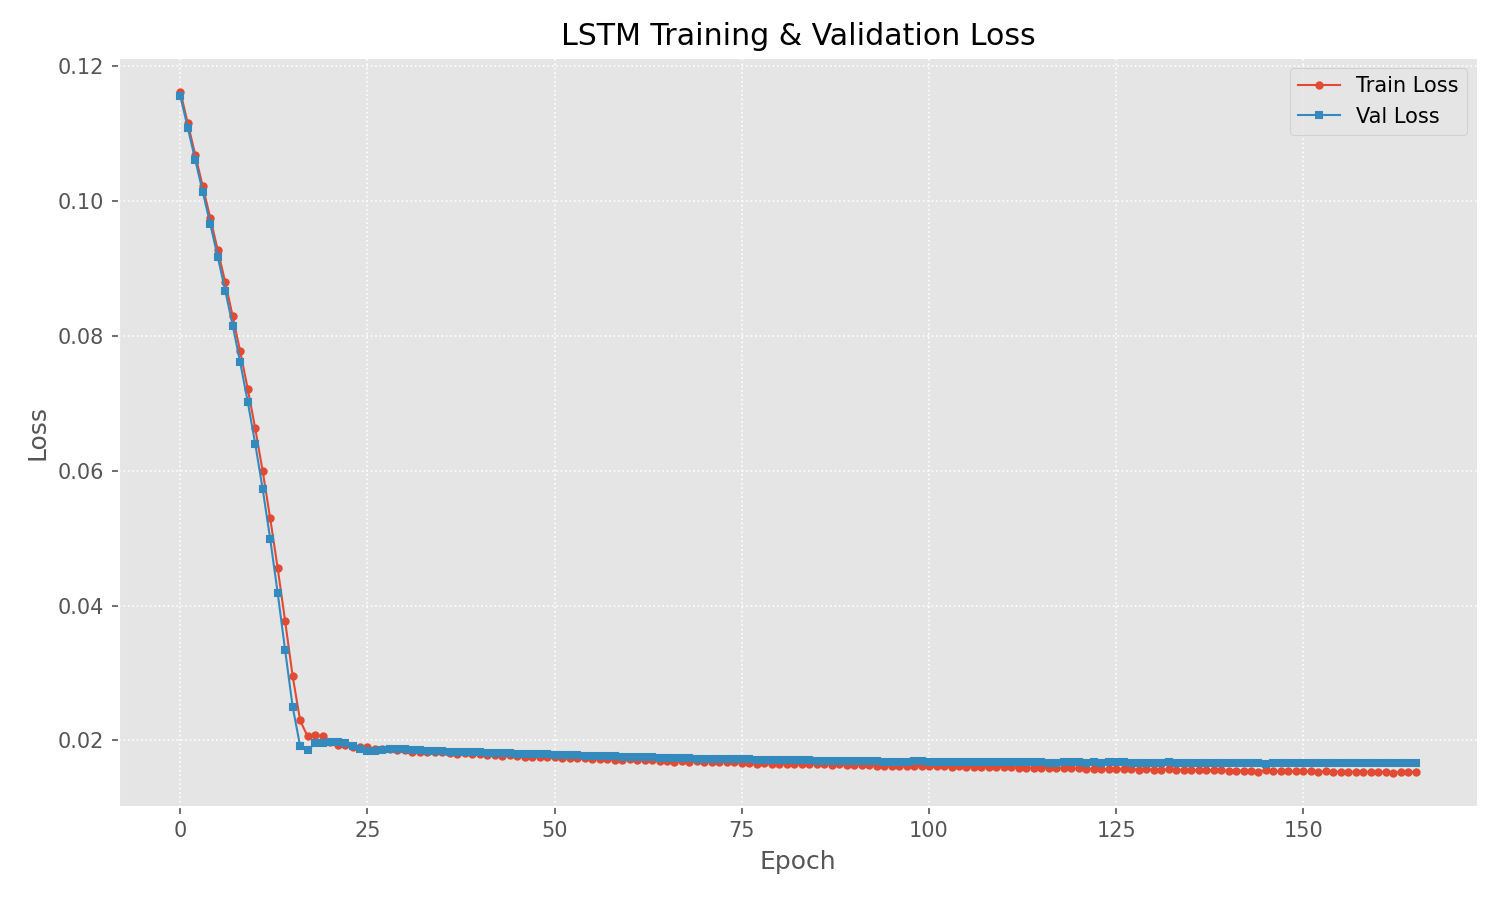 LSTM Training & Validation Loss
Train Loss
Val Loss
0.12
0.10
0.08
0.06
0.04
0.02
Loss
0 25 50 75 100 125 150
Epoch